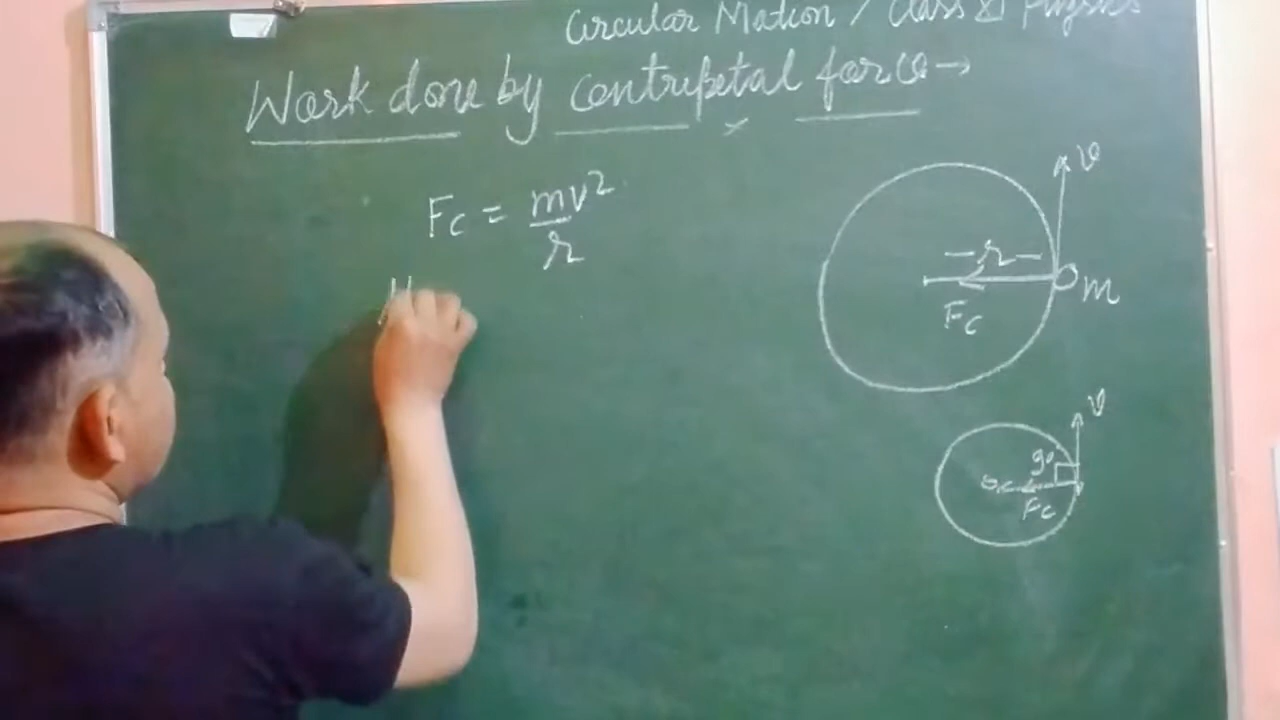 Circular Motion / Class XI Physics
Work done by centripetal force →
Fc = mv²/r
v
- r -
m
Fc
v
90
Fc